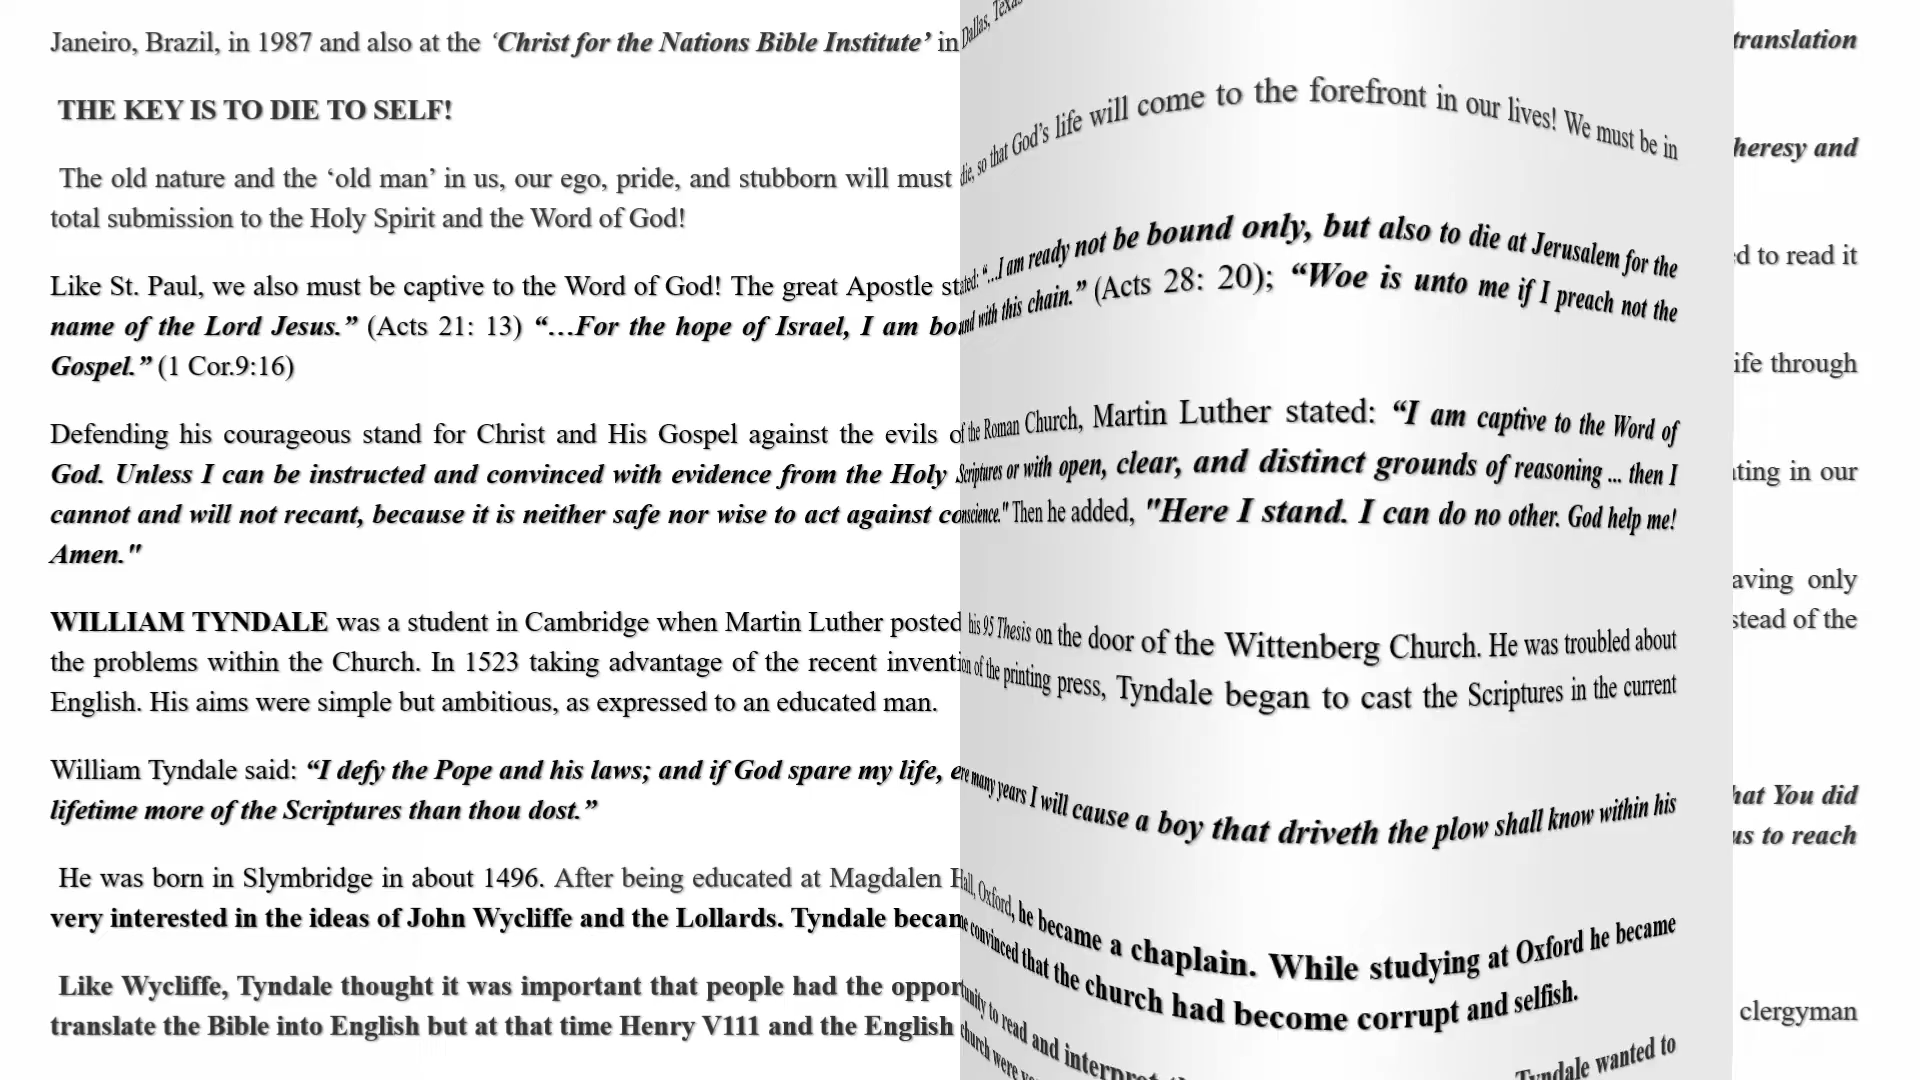 Janeiro, Brazil, in 1987 and also at the ‘Christ for the Nations Bible Institute’ in Dallas, Texas
THE KEY IS TO DIE TO SELF!
The old nature and the ‘old man’ in us, our ego, pride, and stubborn will must die, so that God’s life will come to the forefront in our lives! We must be in
total submission to the Holy Spirit and the Word of God!
Like St. Paul, we also must be captive to the Word of God! The great Apostle stated: “...I am ready not be bound only, but also to die at Jerusalem for the
name of the Lord Jesus.” (Acts 21: 13) “…For the hope of Israel, I am bound with this chain.” (Acts 28: 20); “Woe is unto me if I preach not the
Gospel.” (1 Cor.9:16)
Defending his courageous stand for Christ and His Gospel against the evils of the Roman Church, Martin Luther stated: “I am captive to the Word of
God. Unless I can be instructed and convinced with evidence from the Holy Scriptures or with open, clear, and distinct grounds of reasoning ... then I
cannot and will not recant, because it is neither safe nor wise to act against conscience." Then he added, "Here I stand. I can do no other. God help me!
Amen."
WILLIAM TYNDALE was a student in Cambridge when Martin Luther posted his 95 Thesis on the door of the Wittenberg Church. He was troubled about
the problems within the Church. In 1523 taking advantage of the recent invention of the printing press, Tyndale began to cast the Scriptures in the current
English. His aims were simple but ambitious, as expressed to an educated man.
William Tyndale said: “I defy the Pope and his laws; and if God spare my life, ere many years I will cause a boy that driveth the plow shall know within his
lifetime more of the Scriptures than thou dost.”
He was born in Slymbridge in about 1496. After being educated at Magdalen Hall, Oxford, he became a chaplain. While studying at Oxford he became
very interested in the ideas of John Wycliffe and the Lollards. Tyndale became convinced that the church had become corrupt and selfish.
Like Wycliffe, Tyndale thought it was important that people had the opportunity to read and interpret Tyndale wanted to
translate the Bible into English but at that time Henry V111 and the English church were
translation
heresy and
to read it
through
in our
only
of the
You did
us to reach
clergyman